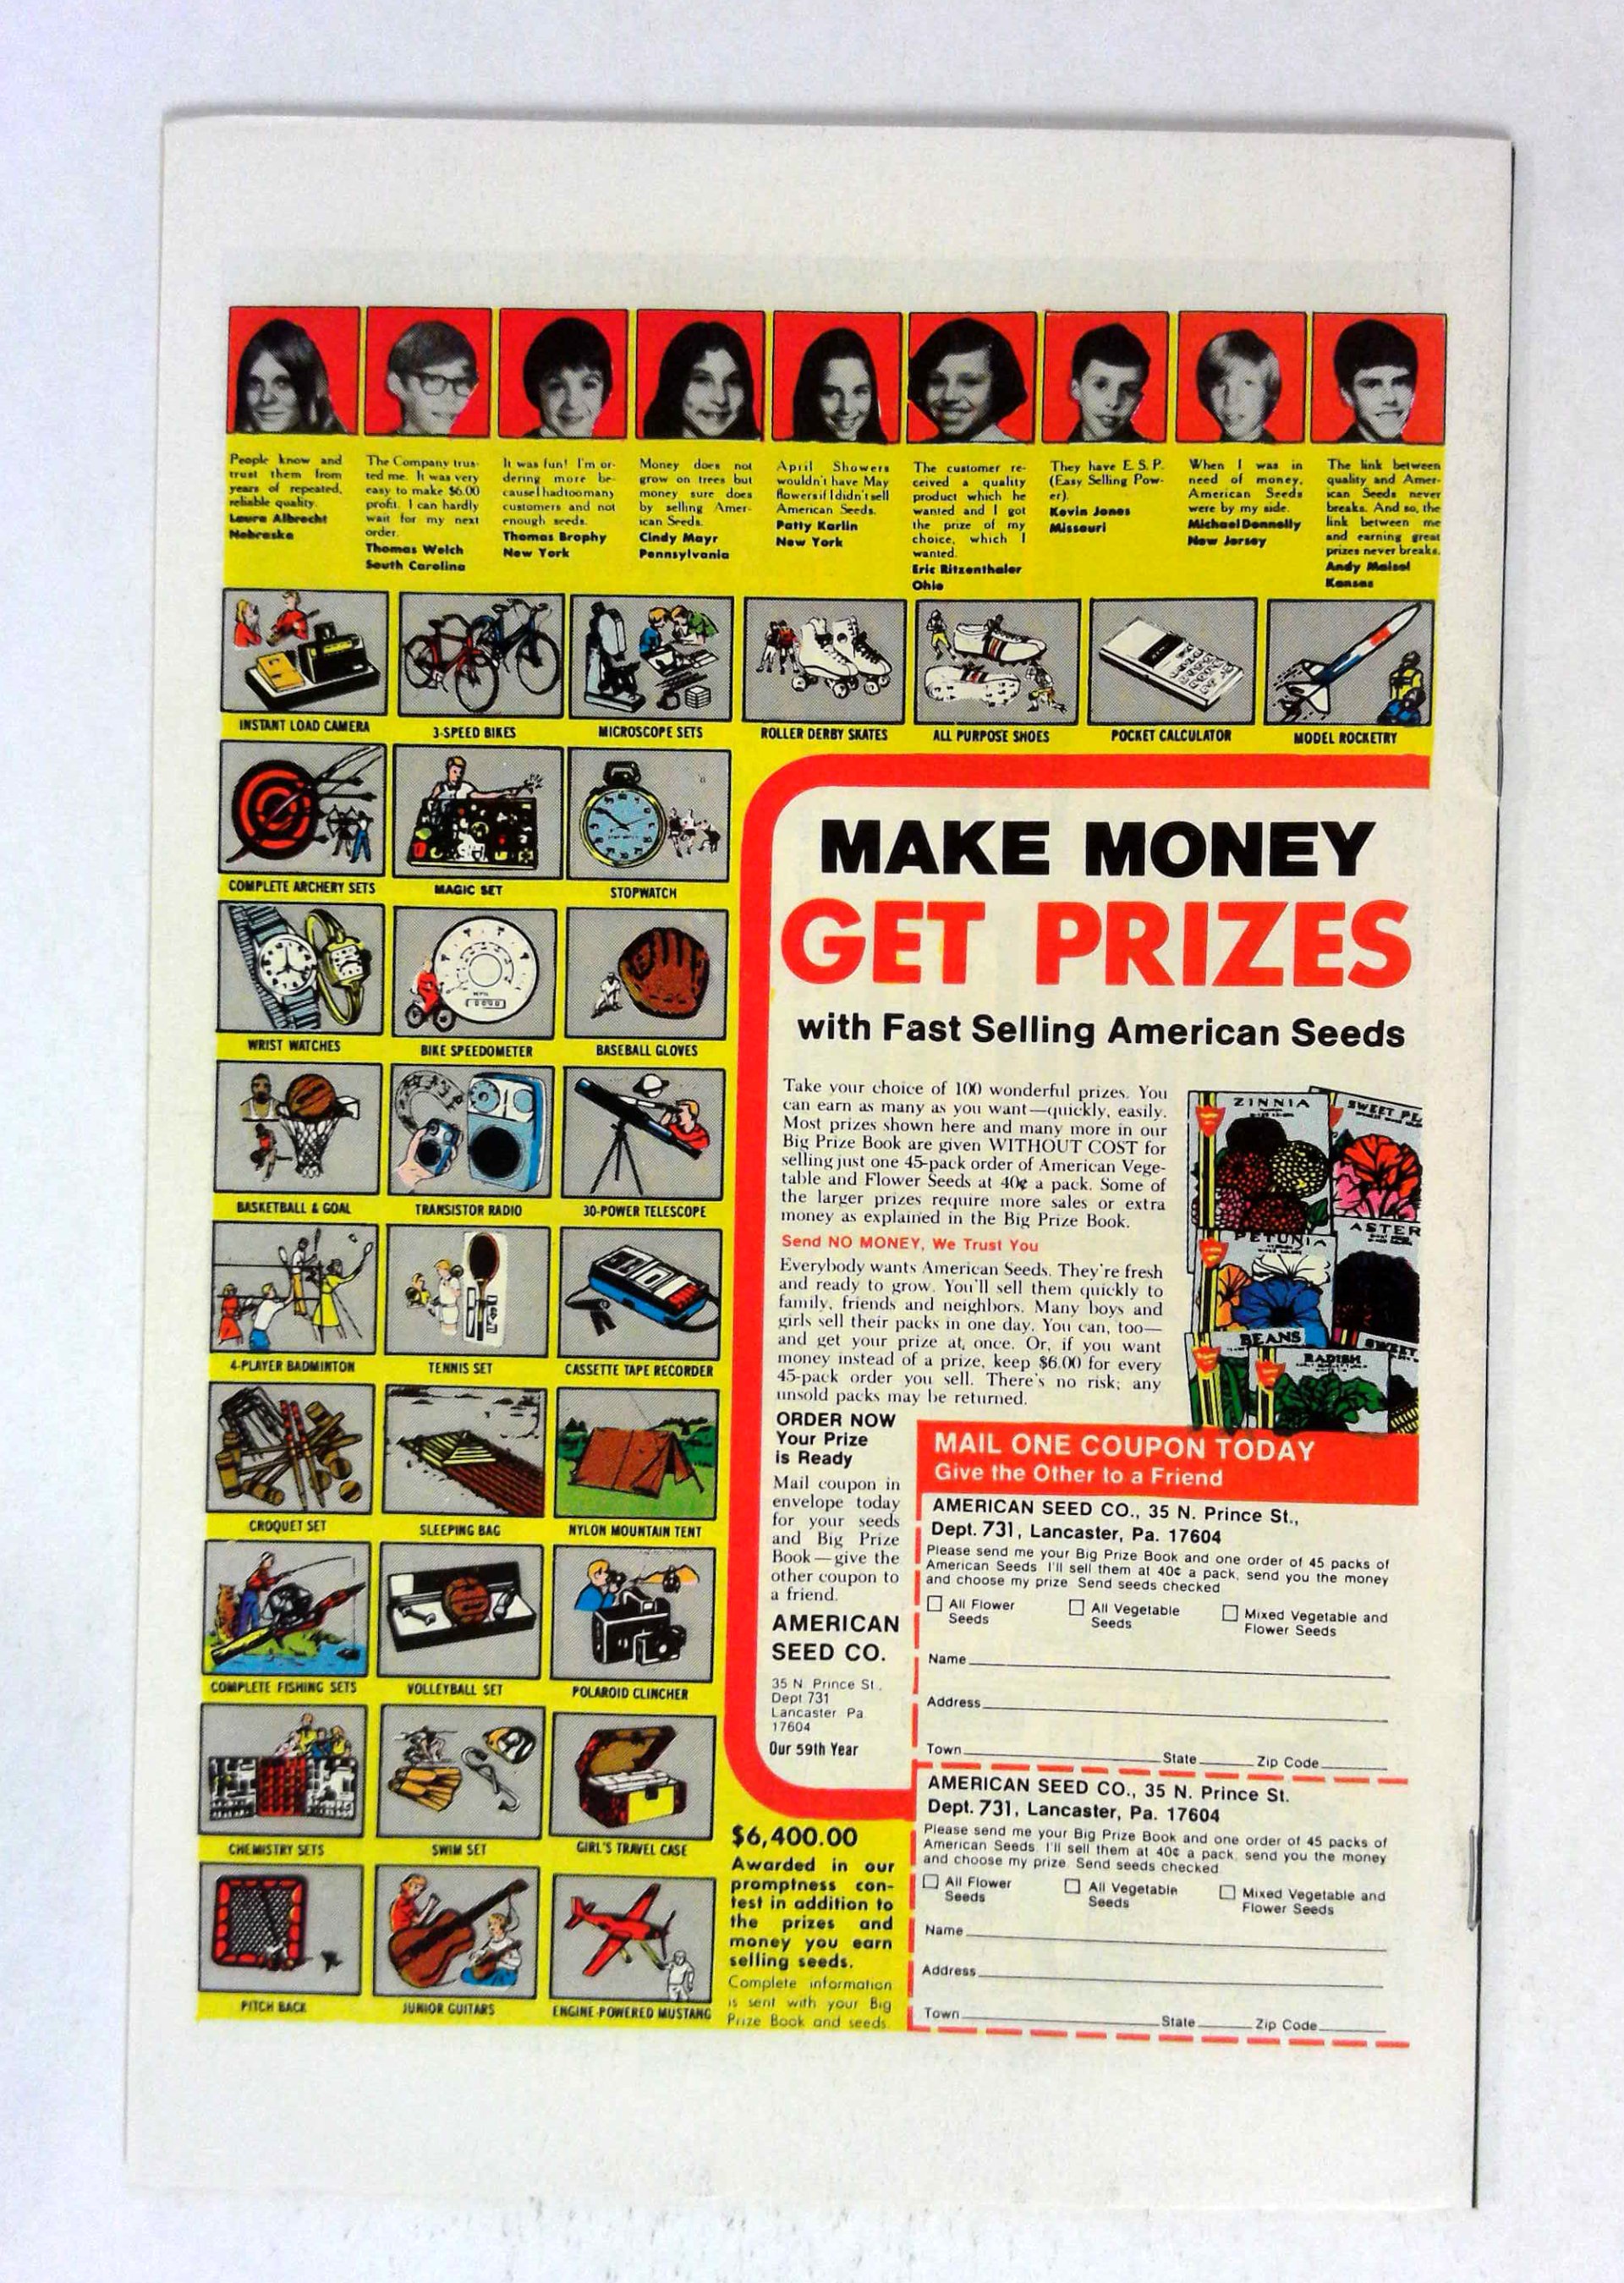 People know and
trust them from
years of repeated,
reliable quality.
Laura Albrecht
Nebraska
The Company trus-
ted me. It was very
easy to make $6.00
profit. I can hardly
wait for my next
order.
Thomas Welch
South Carolina
It was fun! I'm or-
dering more be-
cause I had too many
customers and not
enough seeds.
Thomas Brophy
New York
Money does not
grow on trees but
money sure does
by selling Amer-
ican Seeds.
Cindy Mayr
Pennsylvania
April Showers
wouldn't have May
flowers if I didn't sell
American Seeds.
Patty Karlin
New York
The customer re-
ceived a quality
product which he
wanted and I got
the prize of my
choice, which I
wanted.
Eric Ritzenthaler
Ohio
They have E. S. P.
(Easy Selling Pow-
er).
Kevin Jones
Missouri
When I was in
need of money,
American Seeds
were by my side.
Michael Donnelly
New Jersey
The link between
quality and Amer-
ican Seeds never
breaks. And so, the
link between me
and earning great
prizes never breaks.
Andy Maisel
Kansas
INSTANT LOAD CAMERA
3-SPEED BIKES
MICROSCOPE SETS
ROLLER DERBY SKATES
ALL PURPOSE SHOES
POCKET CALCULATOR
MODEL ROCKETRY
COMPLETE ARCHERY SETS
MAGIC SET
STOPWATCH
WRIST WATCHES
BIKE SPEEDOMETER
BASEBALL GLOVES
BASKETBALL & GOAL
TRANSISTOR RADIO
30-POWER TELESCOPE
4-PLAYER BADMINTON
TENNIS SET
CASSETTE TAPE RECORDER
CROQUET SET
SLEEPING BAG
NYLON MOUNTAIN TENT
COMPLETE FISHING SETS
VOLLEYBALL SET
POLAROID CLINCHER
CHEMISTRY SETS
SWIM SET
GIRL'S TRAVEL CASE
PITCH BACK
JUNIOR GUITARS
ENGINE-POWERED MUSTANG
MAKE MONEY
GET PRIZES
with Fast Selling American Seeds
Take your choice of 100 wonderful prizes. You
can earn as many as you want—quickly, easily.
Most prizes shown here and many more in our
Big Prize Book are given WITHOUT COST for
selling just one 45-pack order of American Vege-
table and Flower Seeds at 40¢ a pack. Some of
the larger prizes require more sales or extra
money as explained in the Big Prize Book.
Send NO MONEY, We Trust You
Everybody wants American Seeds. They're fresh
and ready to grow. You'll sell them quickly to
family, friends and neighbors. Many boys and
girls sell their packs in one day. You can, too—
and get your prize at once. Or, if you want
money instead of a prize, keep $6.00 for every
45-pack order you sell. There's no risk; any
unsold packs may be returned.
ZINNIA
SWEET PE
ASTER
PETUNIA
BEANS
SWEET
RADISH
ORDER NOW
Your Prize
is Ready
Mail coupon in
envelope today
for your seeds
and Big Prize
Book—give the
other coupon to
a friend.
AMERICAN
SEED CO.
35 N. Prince St.,
Dept 731
Lancaster Pa.
17604
Our 59th Year
$6,400.00
Awarded in our
promptness con-
test in addition to
the prizes and
money you earn
selling seeds.
Complete information
is sent with your Big
Prize Book and seeds.
MAIL ONE COUPON TODAY
Give the Other to a Friend
AMERICAN SEED CO., 35 N. Prince St.,
Dept. 731, Lancaster, Pa. 17604
Please send me your Big Prize Book and one order of 45 packs of
American Seeds. I'll sell them at 40¢ a pack, send you the money
and choose my prize. Send seeds checked
All Flower
Seeds
All Vegetable
Seeds
Mixed Vegetable and
Flower Seeds
Name
Address
Town State Zip Code
AMERICAN SEED CO., 35 N. Prince St.
Dept. 731, Lancaster, Pa. 17604
Please send me your Big Prize Book and one order of 45 packs of
American Seeds. I'll sell them at 40¢ a pack, send you the money
and choose my prize. Send seeds checked
All Flower
Seeds
All Vegetable
Seeds
Mixed Vegetable and
Flower Seeds
Name
Address
Town State Zip Code